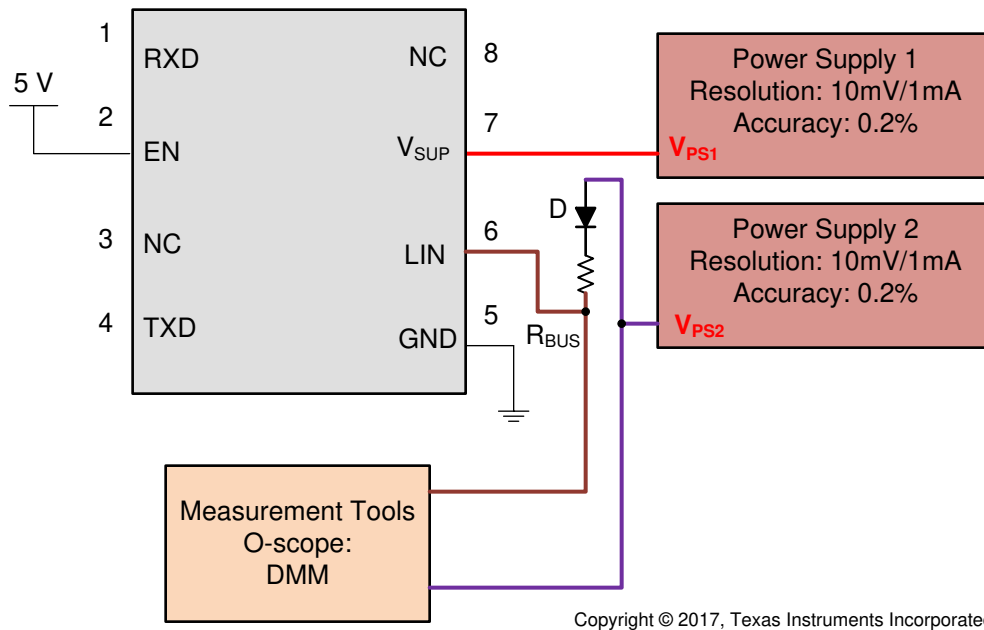 1
RXD
NC
8
5 V
2
EN
7
VSUP
3
NC
6
LIN
4
TXD
5
GND
D
RBUS
Power Supply 1
Resolution: 10mV/1mA
Accuracy: 0.2%
VPS1
Power Supply 2
Resolution: 10mV/1mA
Accuracy: 0.2%
VPS2
Measurement Tools
O-scope:
DMM
Copyright © 2017, Texas Instruments Incorporated